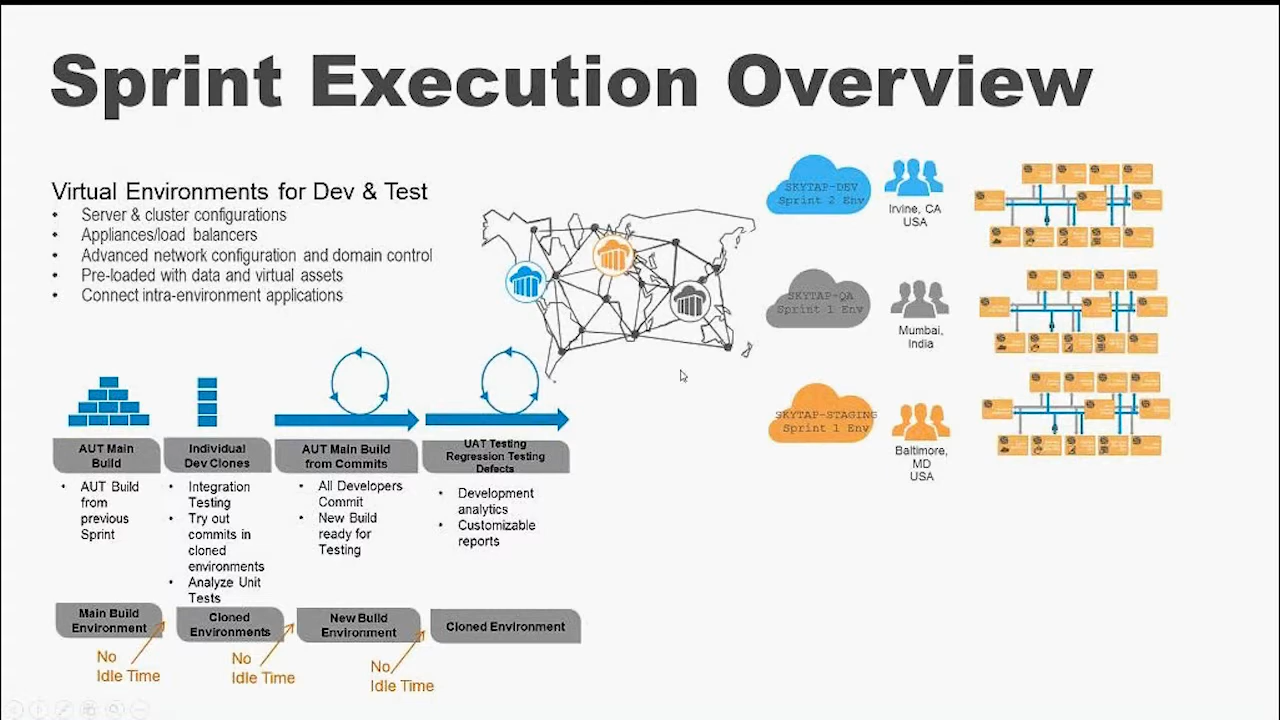 Sprint Execution Overview
Virtual Environments for Dev & Test
• Server & cluster configurations
• Appliances/load balancers
• Advanced network configuration and domain control
• Pre-loaded with data and virtual assets
• Connect intra-environment applications
SKYTAP-DEV
Sprint 2 Env
Irvine, CA
USA
SKYTAP-QA
Sprint 1 Env
Mumbai,
India
SKYTAP-STAGING
Sprint 1 Env
Baltimore,
MD
USA
AUT Main
Build
• AUT Build
from
previous
Sprint
Individual
Dev Clones
• Integration
Testing
• Try out
commits in
cloned
environments
• Analyze Unit
Tests
AUT Main Build
from Commits
• All Developers
Commit
• New Build
ready for
Testing
UAT Testing
Regression Testing
Defects
• Development
analytics
• Customizable
reports
Main Build
Environment
Cloned
Environments
New Build
Environment
Cloned Environment
No
Idle Time
No
Idle Time
No
Idle Time